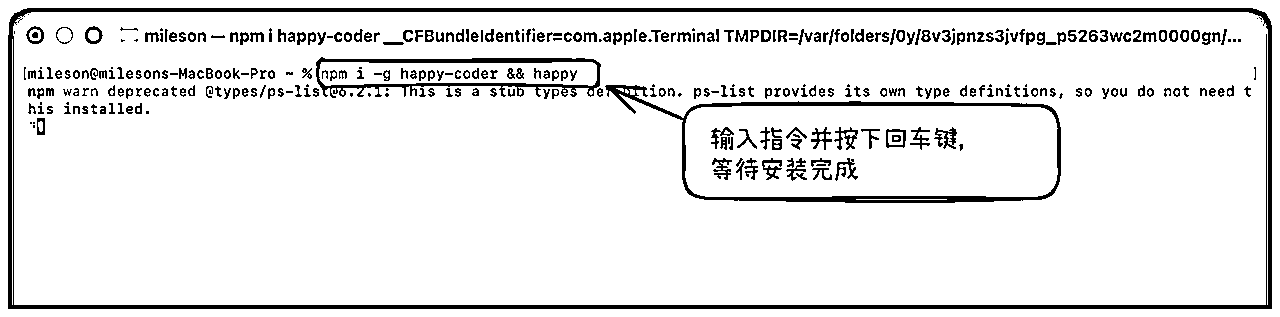 mileson — npm i happy-coder __CFBundleIdentifier=com.apple.Terminal TMPDIR=/var/folders/0y/8v3jpnzs3jvfpg_p5263wc2m0000gn/...
[mileson@milesons-MacBook-Pro ~ % npm i -g happy-coder && happy ]
npm warn deprecated @types/ps-list@6.2.1: This is a stub types definition. ps-list provides its own type definitions, so you do not need t
his installed.
输入指令并按下回车键，
等待安装完成